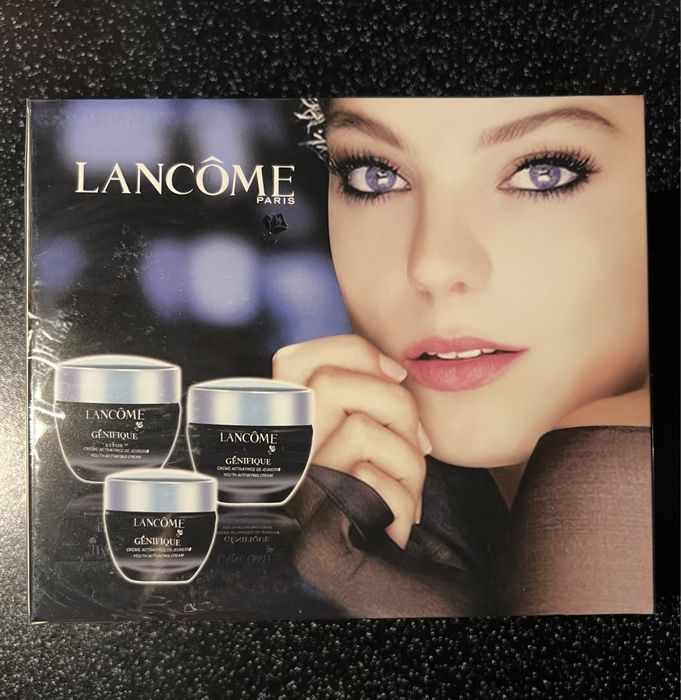 LANCÔME
PARIS
LANCÔME
GÉNIFIQUE
CRÈME ACTIVATRICE DE JEUNESSE
YOUTH ACTIVATING CREAM
LANCÔME
GÉNIFIQUE
CRÈME ACTIVATRICE DE JEUNESSE
YOUTH ACTIVATING CREAM
LANCÔME
GÉNIFIQUE
CRÈME ACTIVATRICE DE JEUNESSE
YOUTH ACTIVATING CREAM